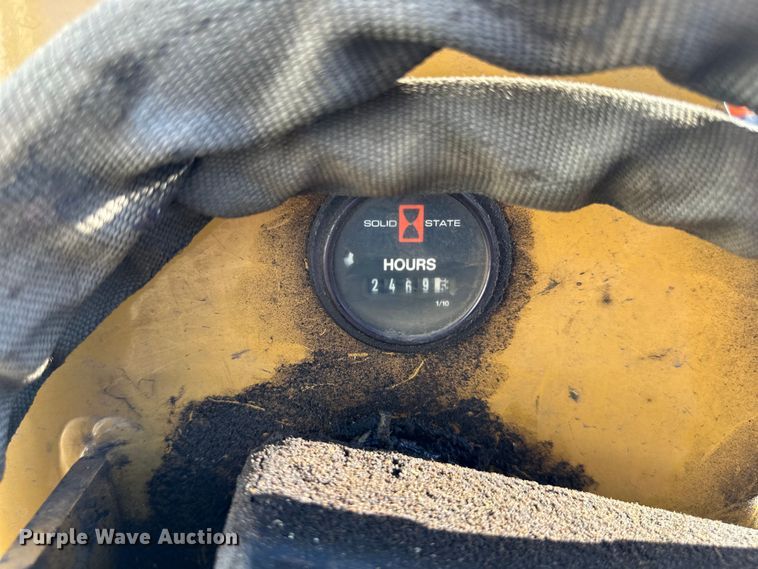 SOLID STATE
HOURS
2469
1/10
Purple Wave Auction